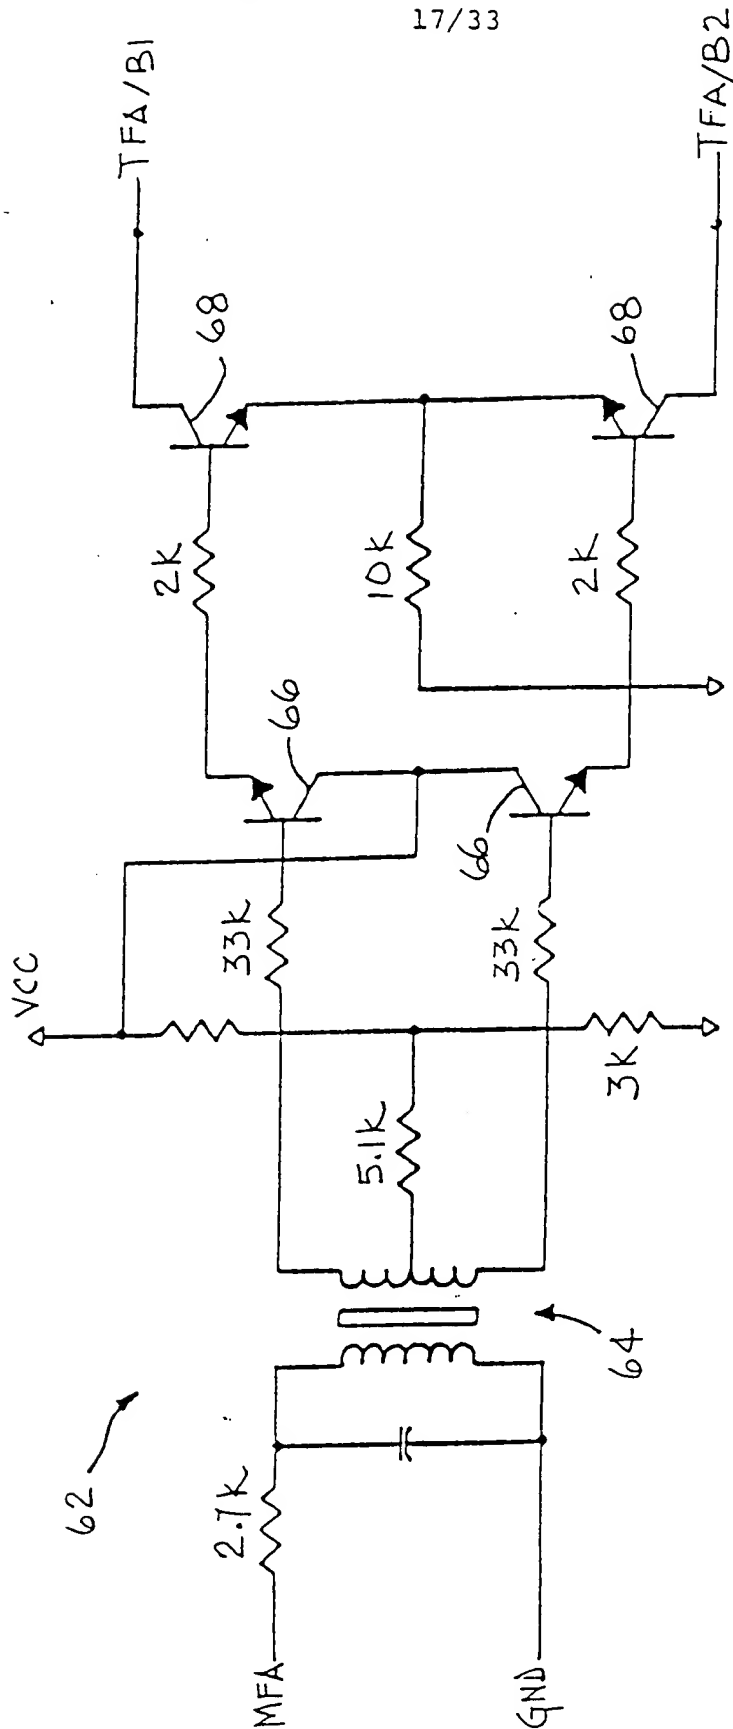 17/33
62
MFA
2.7K
GND
64
5.1K
VCC
3K
33K
33K
66
66
2K
10K
2K
68
68
TFA/B1
TFA/B2